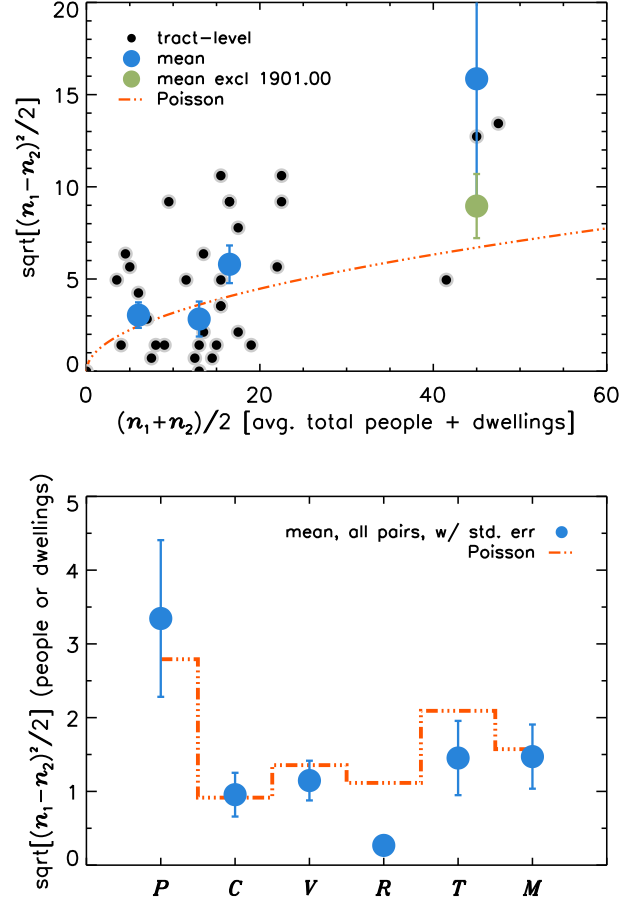 20
15
10
5
0
sqrt[(n₁−n₂)²/2]
tract-level
mean
mean excl 1901.00
Poisson
0 20 40 60
(n₁+n₂)/2 [avg. total people + dwellings]
5
4
3
2
1
0
sqrt[(n₁−n₂)²/2] (people or dwellings)
mean, all pairs, w/ std. err
Poisson
P C V R T M